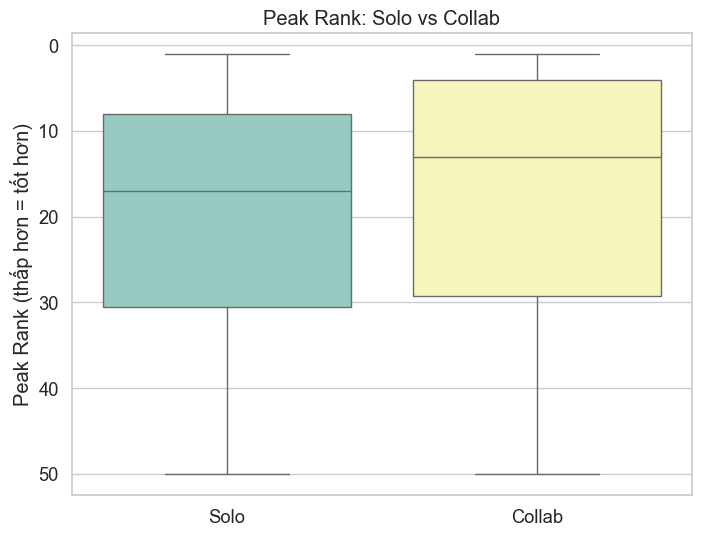 Peak Rank: Solo vs Collab
Peak Rank (thấp hơn = tốt hơn)
0
10
20
30
40
50
Solo
Collab